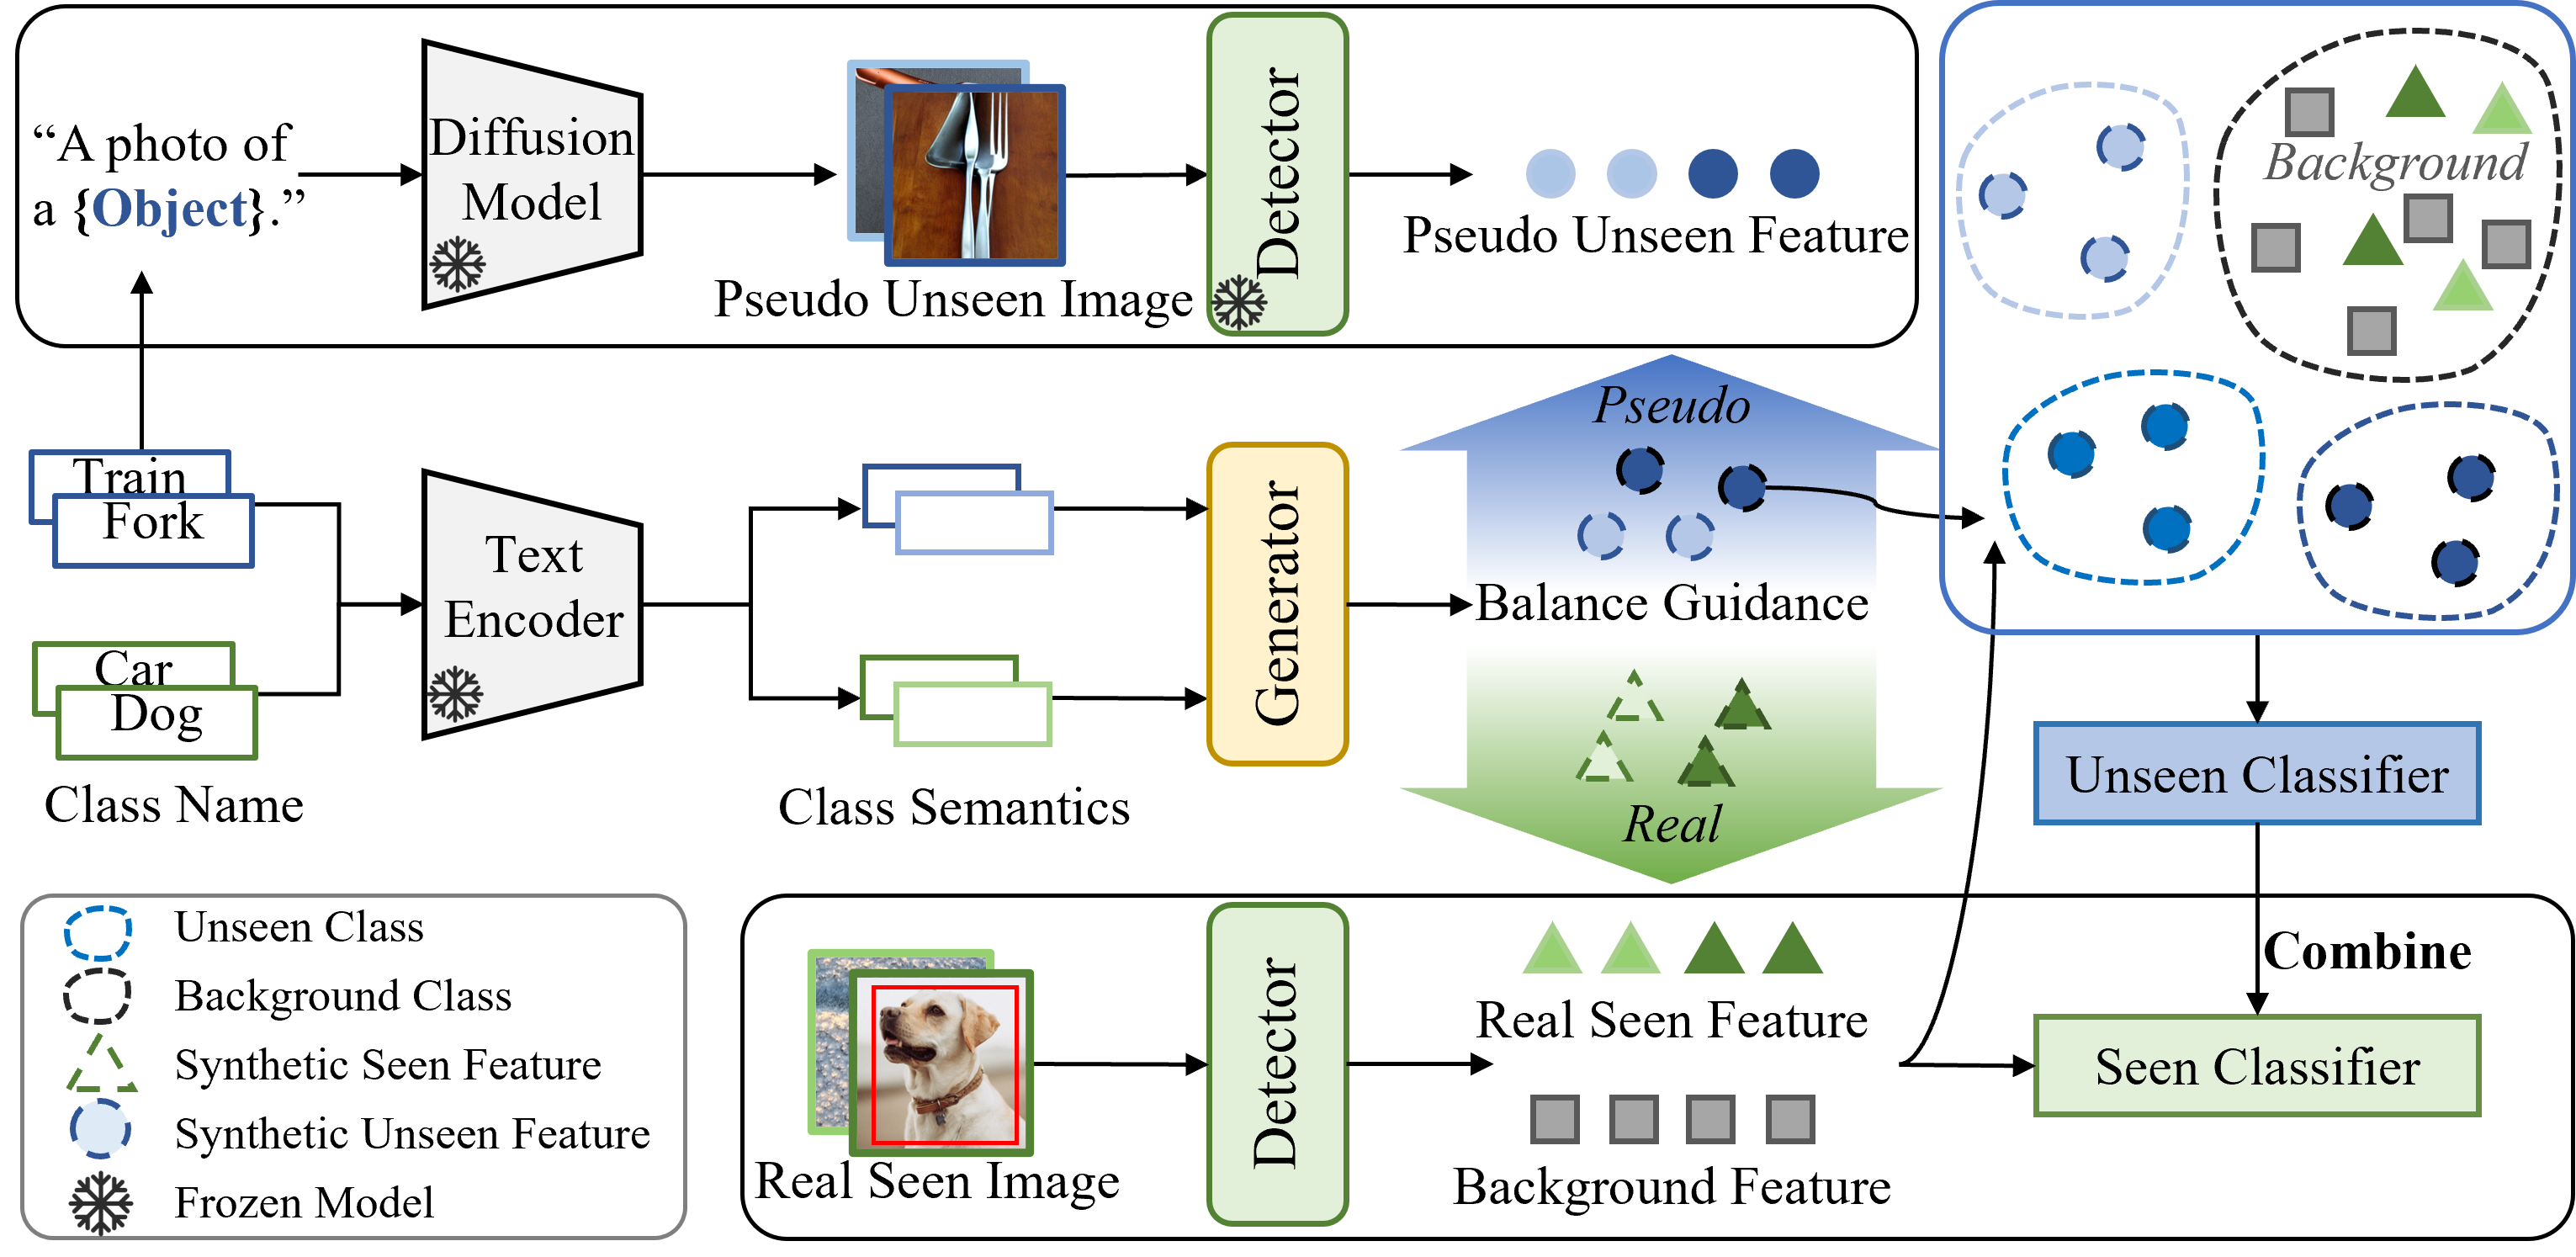 “A photo of
a {Object}.”
Diffusion
Model
Pseudo Unseen Image
Detector
Pseudo Unseen Feature
Background
Train
Fork
Car
Dog
Class Name
Text
Encoder
Class Semantics
Generator
Pseudo
Balance Guidance
Real
Unseen Classifier
Combine
Seen Classifier
Unseen Class
Background Class
Synthetic Seen Feature
Synthetic Unseen Feature
Frozen Model
Real Seen Image
Detector
Real Seen Feature
Background Feature